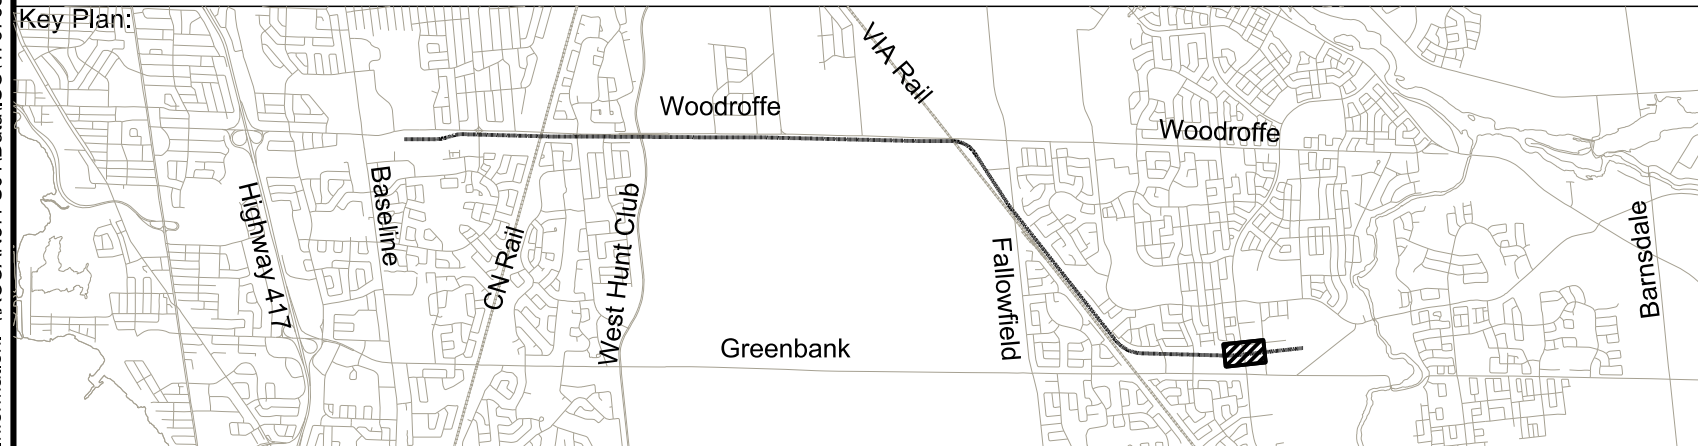 Key Plan:
VIA Rail
Woodroffe
Woodroffe
Highway 417
Baseline
CN Rail
West Hunt Club
Fallowfield
Barnsdale
Greenbank